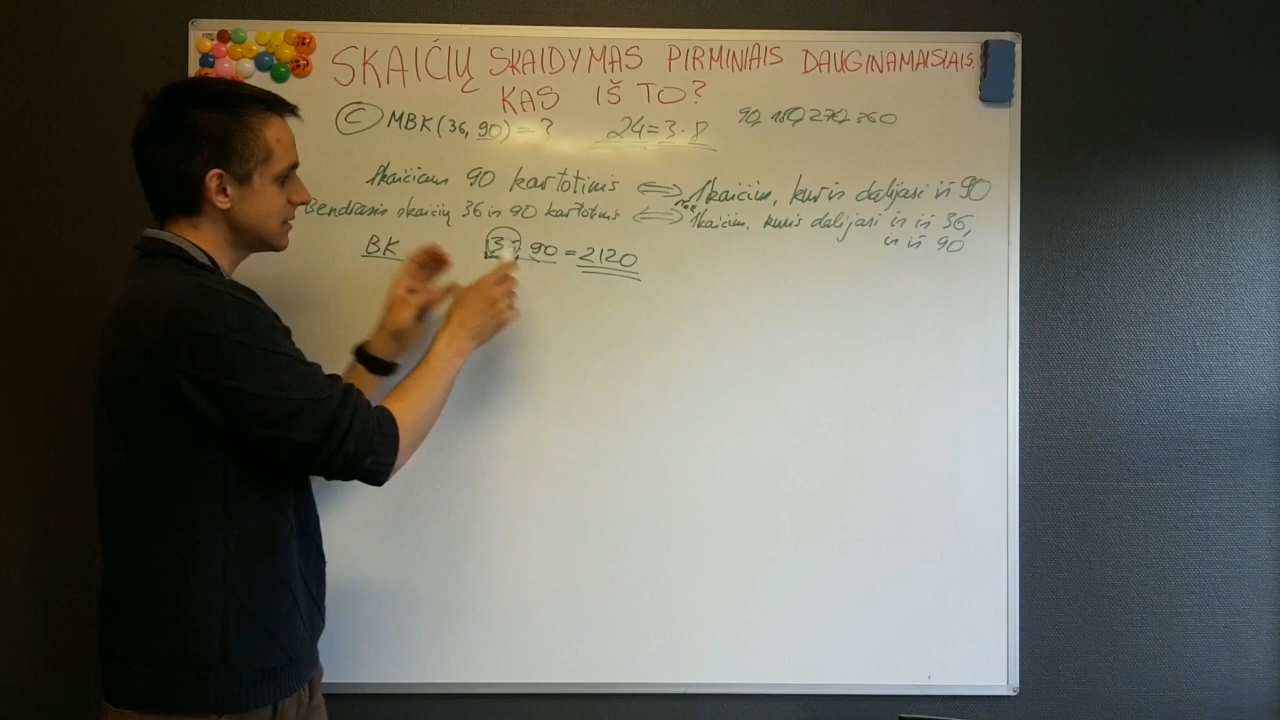 SKAIČIŲ SKAIDYMAS PIRMINIAIS DAUGINAMAISIAIS.
KAS IŠ TO?
C MBK(36, 90) = ? 24=3·8 90, 180, 270, 360
Skaičiaus 90 kartotinis ⇔ Skaičius, kuris dalijasi iš 90
Bendrasis skaičių 36 ir 90 kartotinis ⇔ Skaičius, kuris dalijasi ir iš 36,
ir iš 90
BK 90 = 2120